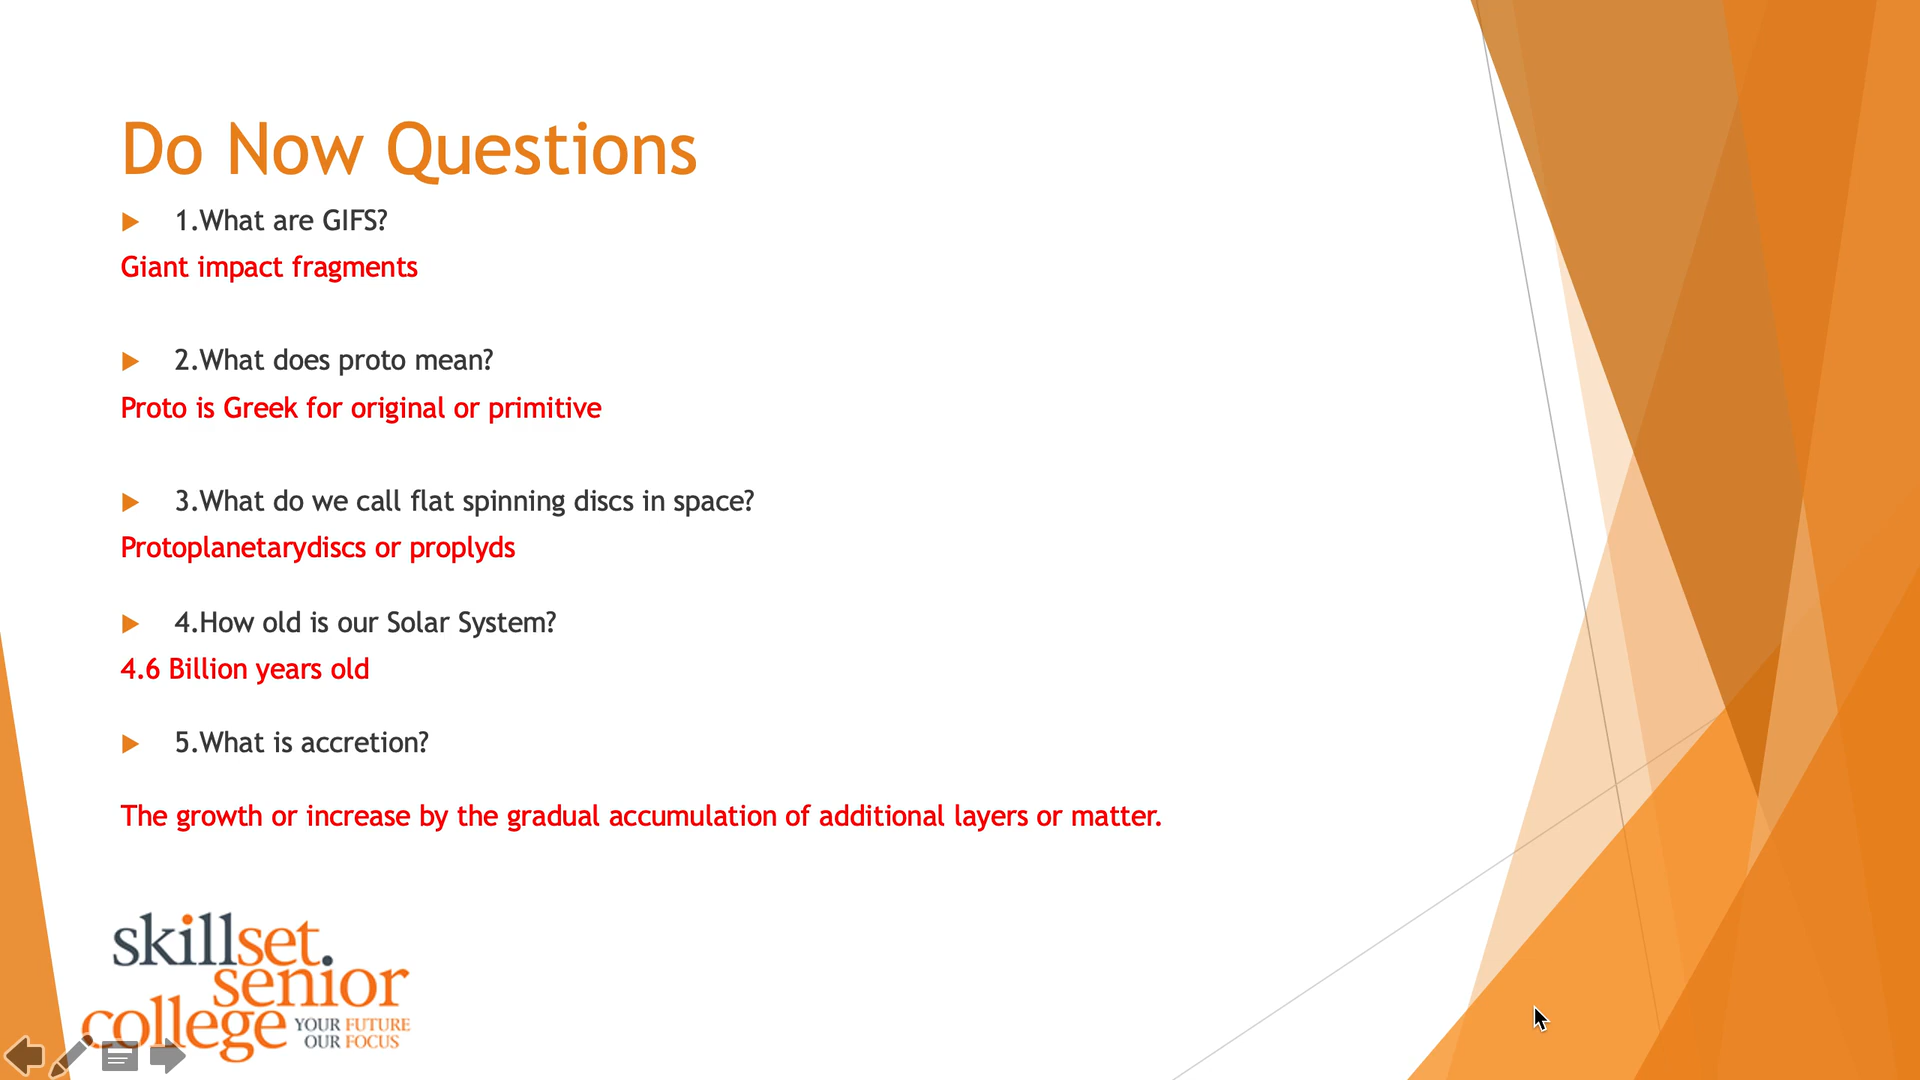 Do Now Questions
1.What are GIFS?
Giant impact fragments
2.What does proto mean?
Proto is Greek for original or primitive
3.What do we call flat spinning discs in space?
Protoplanetarydiscs or proplyds
4.How old is our Solar System?
4.6 Billion years old
5.What is accretion?
The growth or increase by the gradual accumulation of additional layers or matter.
skillset.
senior
college
YOUR FUTURE
OUR FOCUS